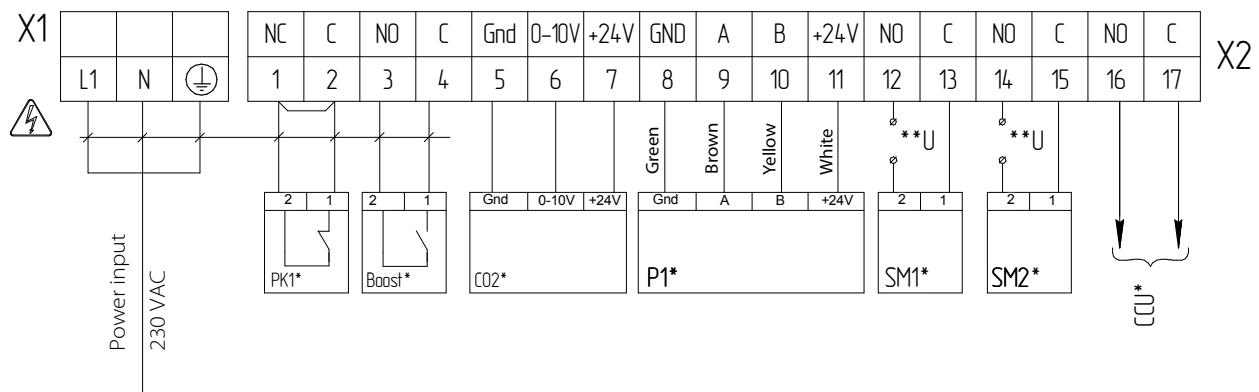 X1
NC C NO C Gnd 0-10V +24V GND A B +24V NO C NO C NO C
X2
L1 N 1 2 3 4 5 6 7 8 9 10 11 12 13 14 15 16 17
Green Brown Yellow White **U **U
2 1 2 1 Gnd 0-10V +24V Gnd A B +24V 2 1 2 1
PK1* Boost* CO2* P1* SM1* SM2* CCU*
Power input
230 VAC